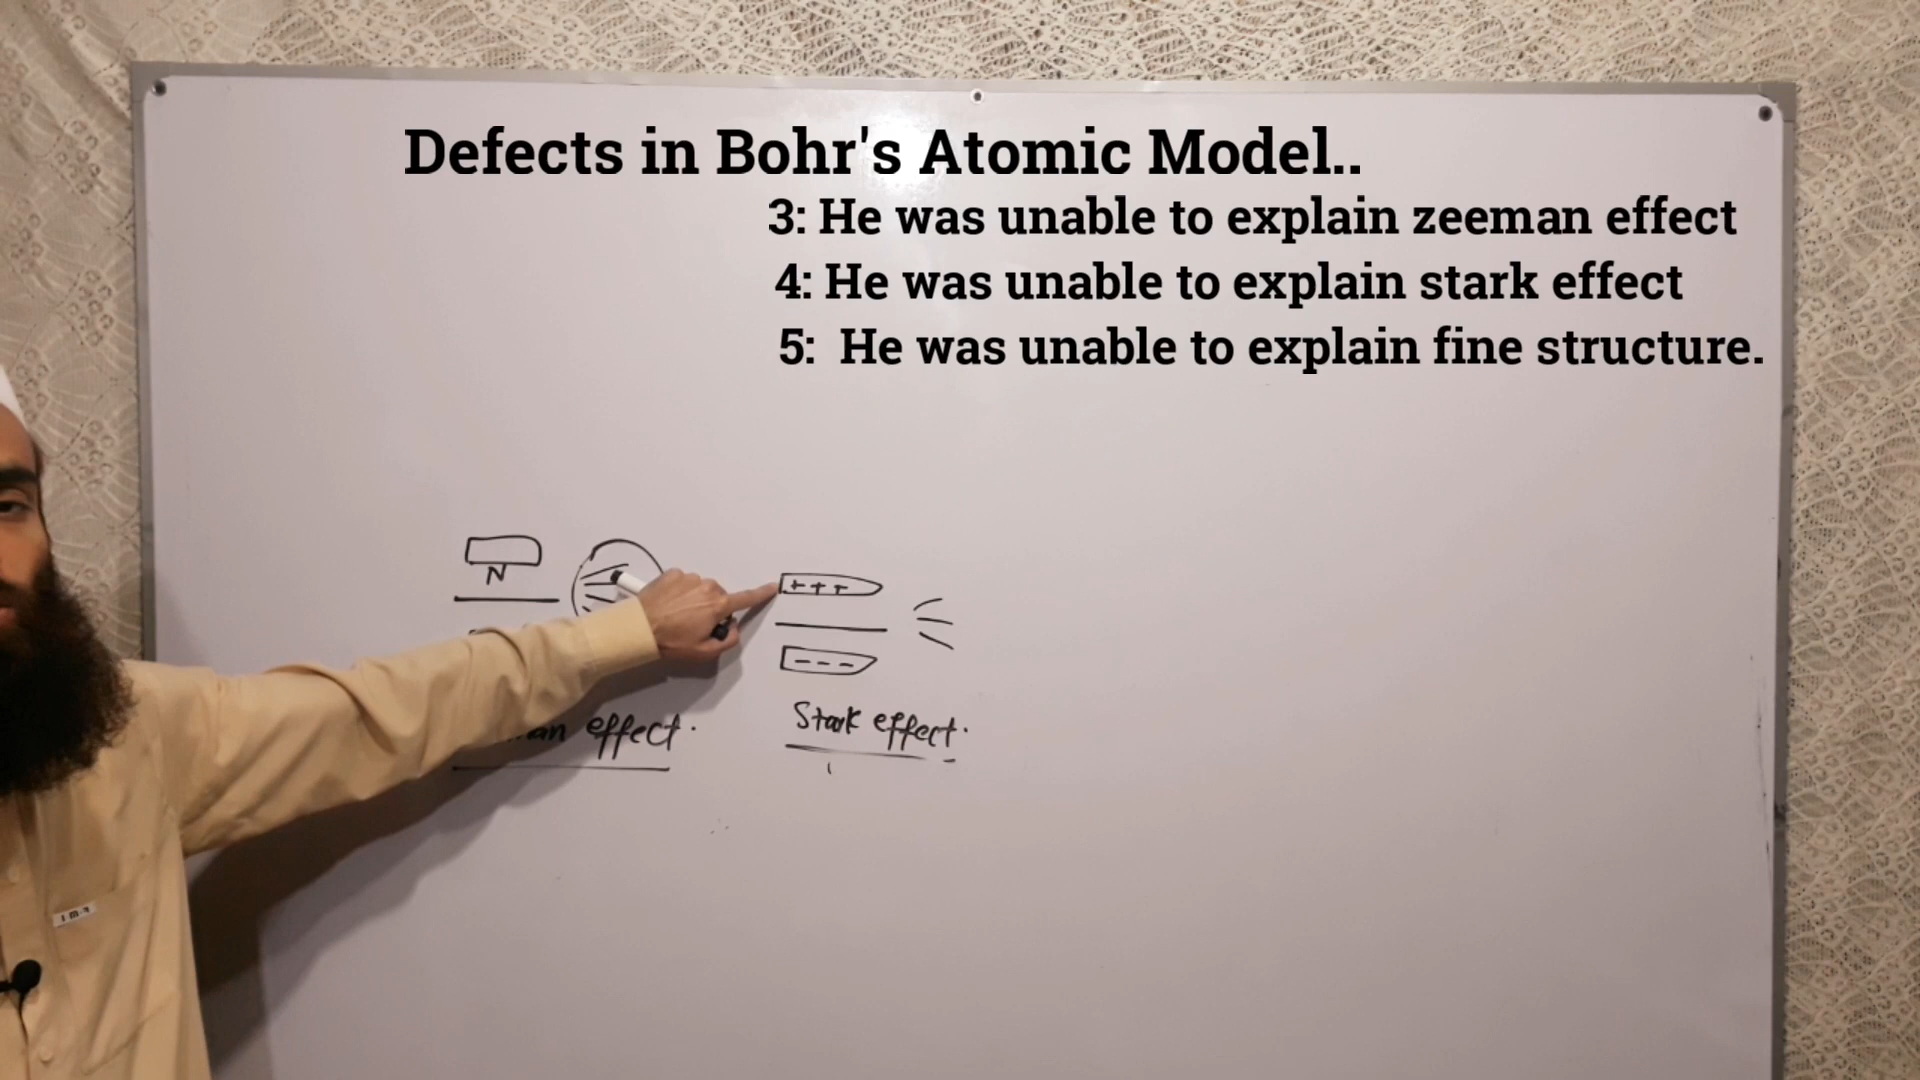 Defects in Bohr's Atomic Model..
3: He was unable to explain zeeman effect
4: He was unable to explain stark effect
5: He was unable to explain fine structure.
N
+++
---
effect.
Stark effect.